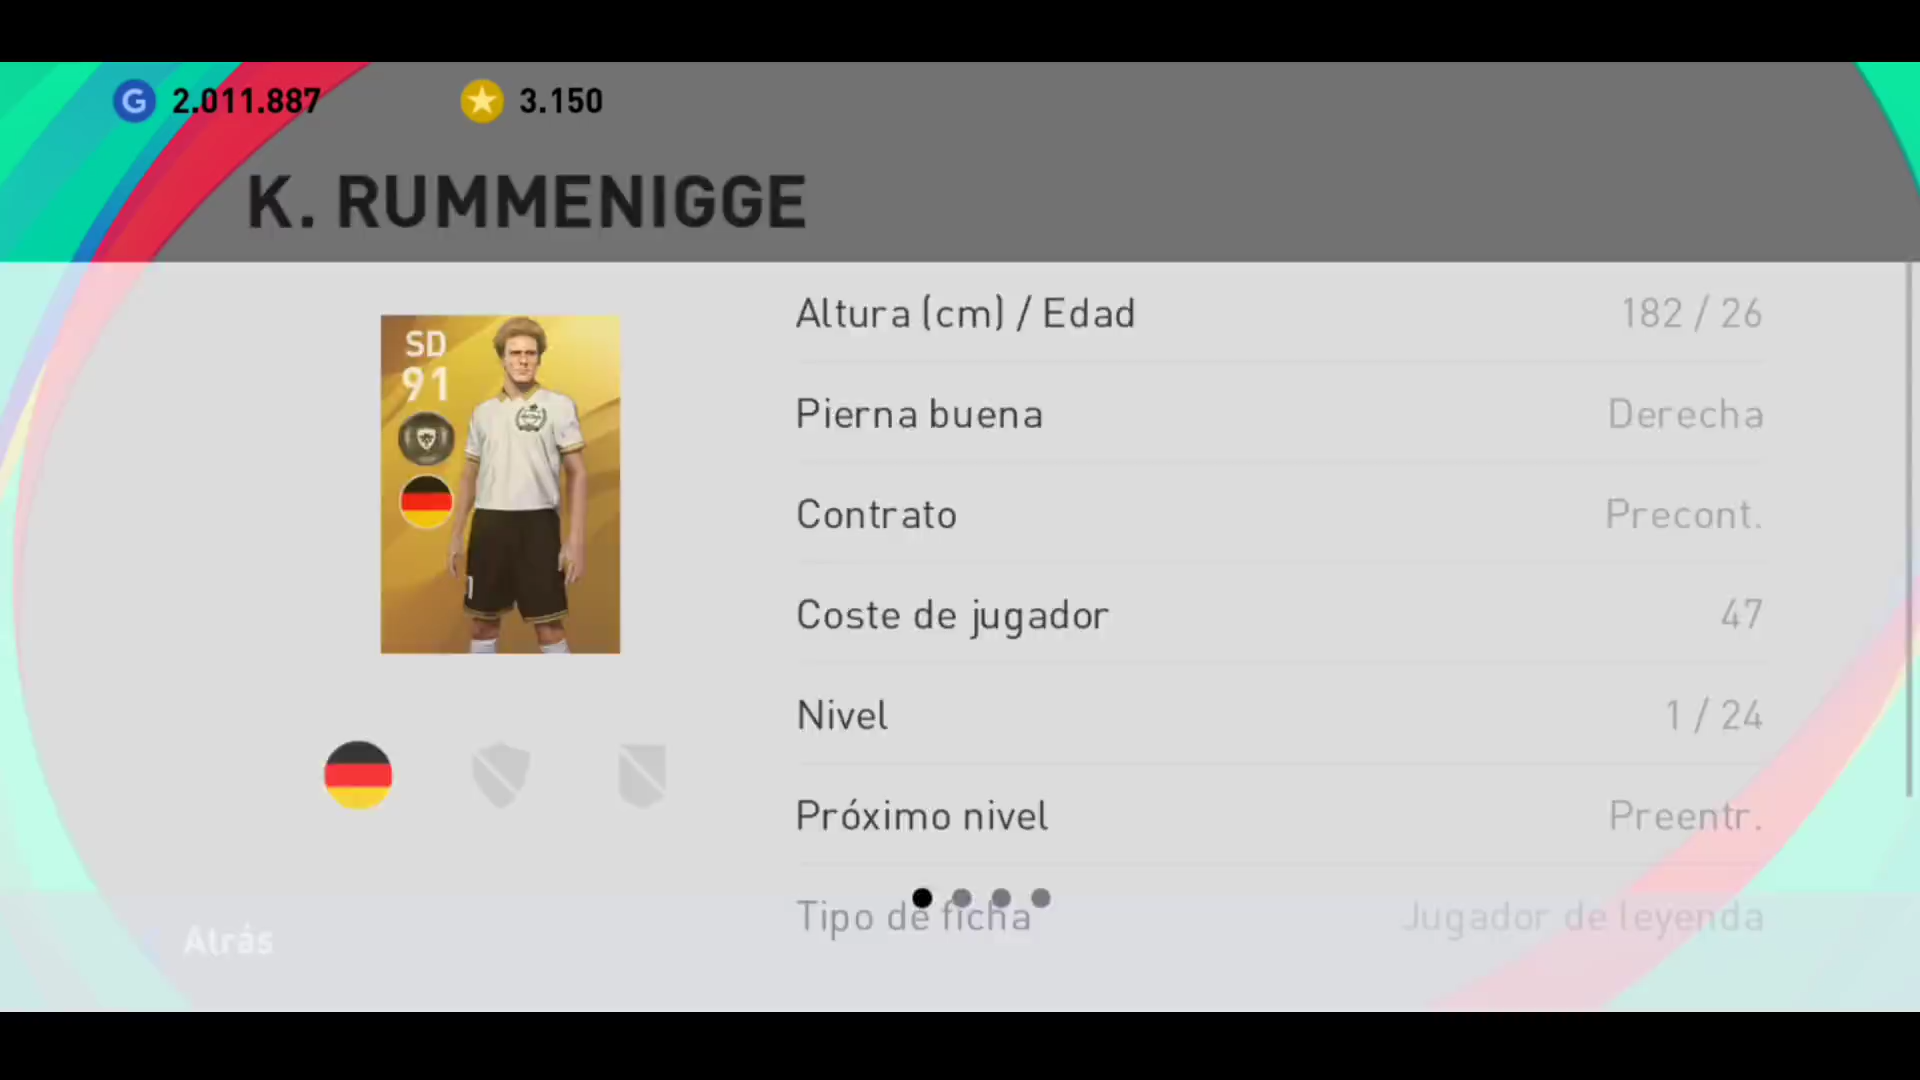 G 2.011.887 3.150
K. RUMMENIGGE
SD
91
Altura (cm) / Edad 182 / 26
Pierna buena Derecha
Contrato Precont.
Coste de jugador 47
Nivel 1 / 24
Próximo nivel Preentr.
Tipo de ficha Jugador de leyenda
Atrás